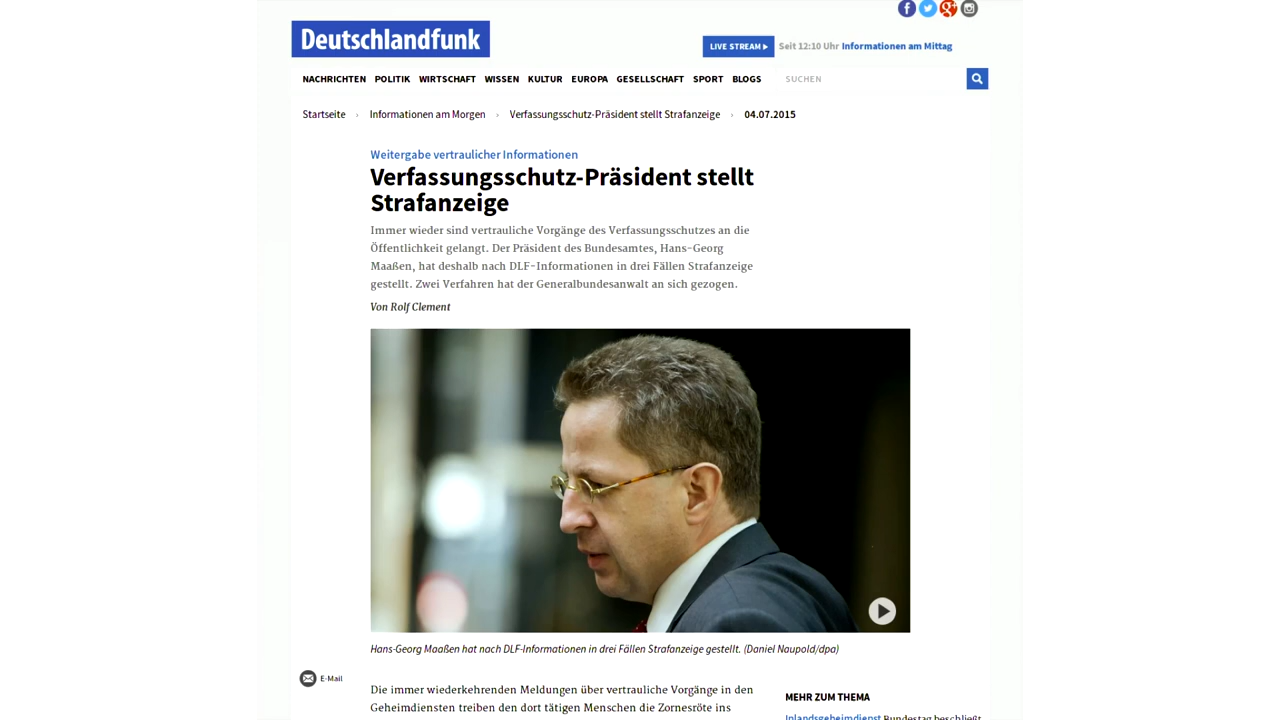 Deutschlandfunk
LIVE STREAM Seit 12:10 Uhr Informationen am Mittag
NACHRICHTEN POLITIK WIRTSCHAFT WISSEN KULTUR EUROPA GESELLSCHAFT SPORT BLOGS SUCHEN
Startseite › Informationen am Morgen › Verfassungsschutz-Präsident stellt Strafanzeige › 04.07.2015
Weitergabe vertraulicher Informationen
Verfassungsschutz-Präsident stellt
Strafanzeige
Immer wieder sind vertrauliche Vorgänge des Verfassungsschutzes an die
Öffentlichkeit gelangt. Der Präsident des Bundesamtes, Hans-Georg
Maaßen, hat deshalb nach DLF-Informationen in drei Fällen Strafanzeige
gestellt. Zwei Verfahren hat der Generalbundesanwalt an sich gezogen.
Von Rolf Clement
Hans-Georg Maaßen hat nach DLF-Informationen in drei Fällen Strafanzeige gestellt. (Daniel Naupold/dpa)
E-Mail
Die immer wiederkehrenden Meldungen über vertrauliche Vorgänge in den
Geheimdiensten treiben den dort tätigen Menschen die Zornesröte ins
MEHR ZUM THEMA
Inlandsgeheimdienst Bundestag beschließt